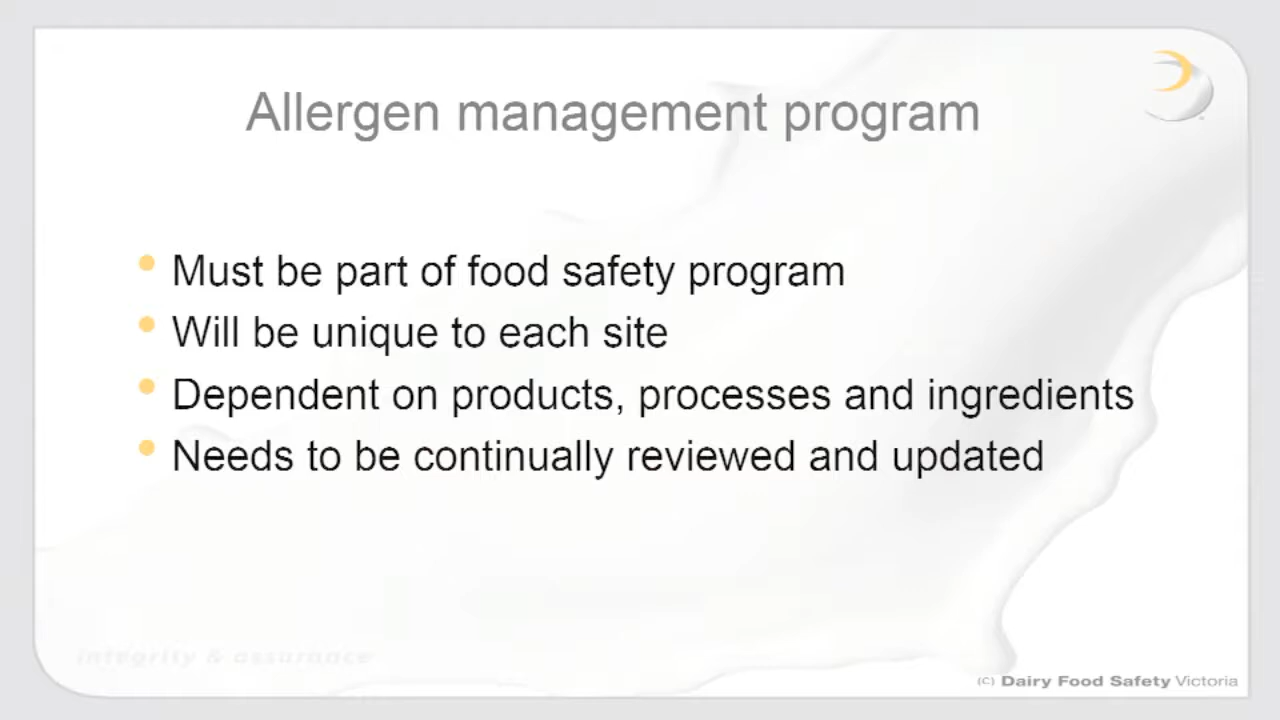 Allergen management program
• Must be part of food safety program
• Will be unique to each site
• Dependent on products, processes and ingredients
• Needs to be continually reviewed and updated
integrity & assurance
(C) Dairy Food Safety Victoria